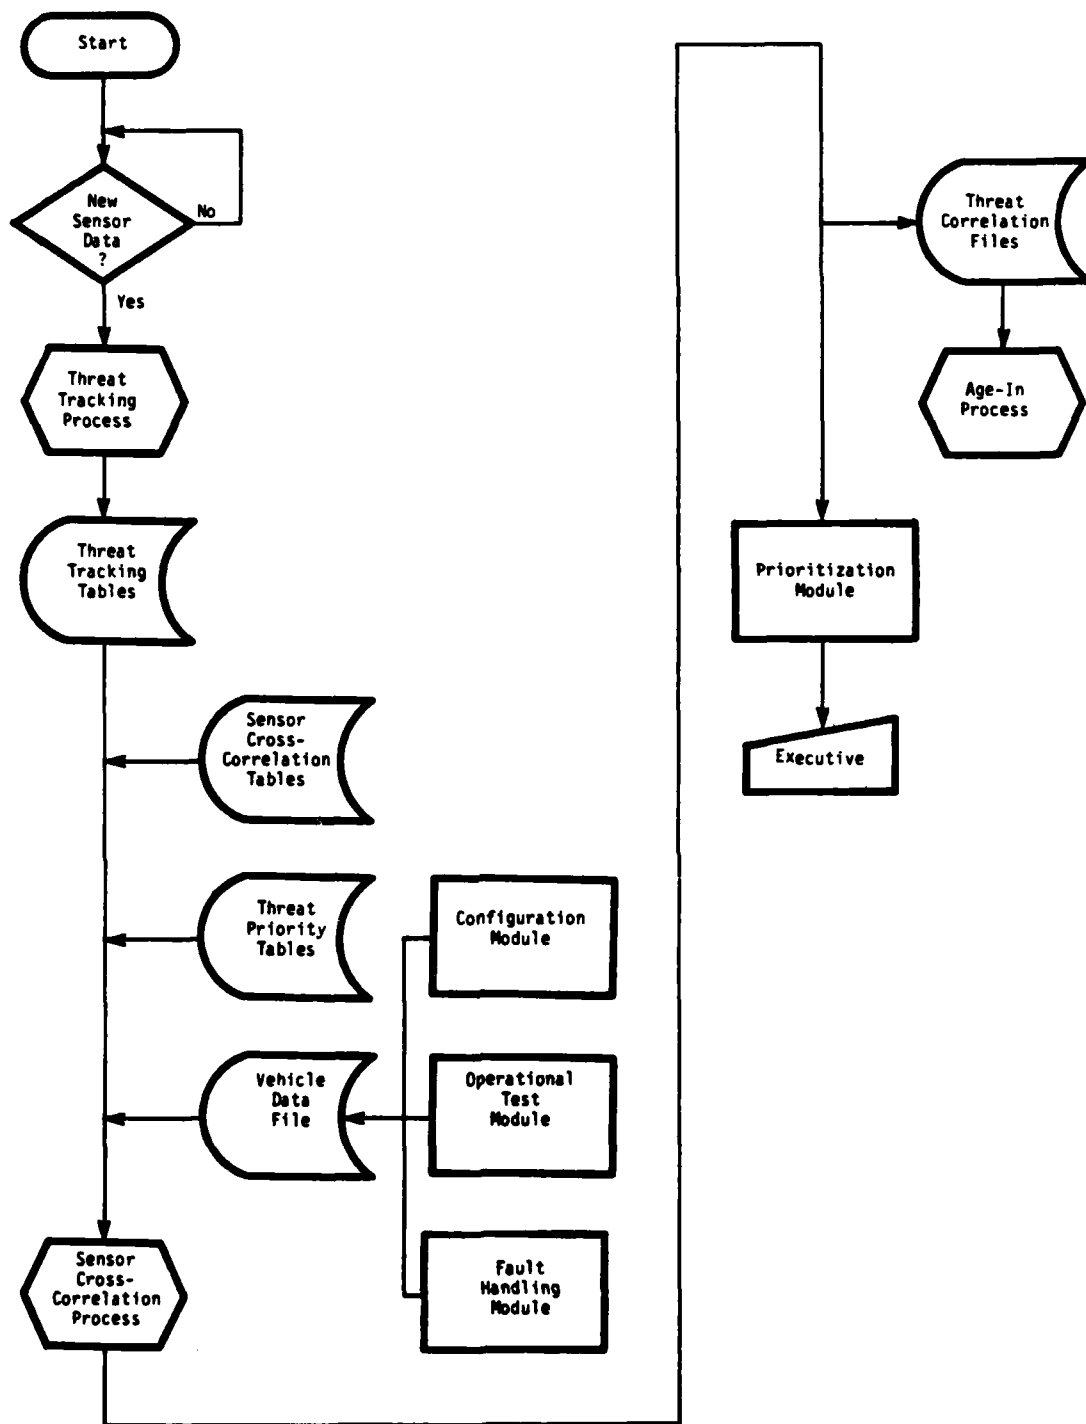 Start
New
Sensor
Data
?
No
Yes
Threat
Tracking
Process
Threat
Tracking
Tables
Sensor
Cross-
Correlation
Tables
Threat
Priority
Tables
Configuration
Module
Vehicle
Data
File
Operational
Test
Module
Sensor
Cross-
Correlation
Process
Fault
Handling
Module
Threat
Correlation
Files
Age-In
Process
Prioritization
Module
Executive